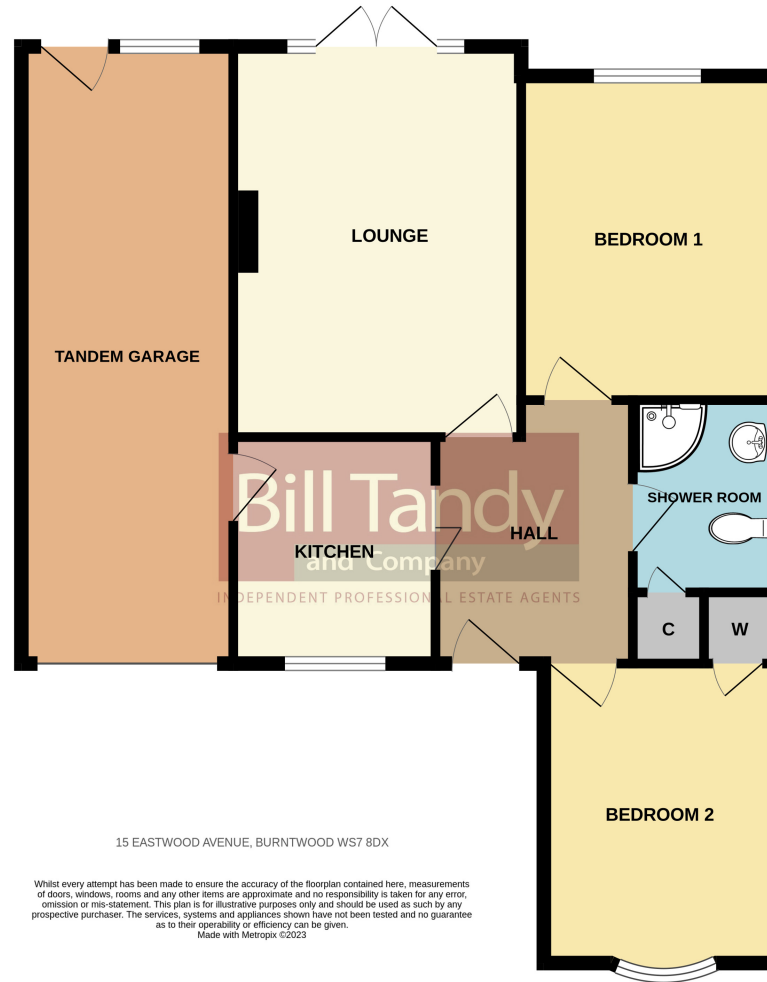 LOUNGE
BEDROOM 1
TANDEM GARAGE
SHOWER ROOM
Bill Tandy
HALL
KITCHEN
and Company
INDEPENDENT PROFESSIONAL ESTATE AGENTS
C
W
BEDROOM 2
15 EASTWOOD AVENUE, BURNTWOOD WS7 8DX
Whilst every attempt has been made to ensure the accuracy of the floorplan contained here, measurements
of doors, windows, rooms and any other items are approximate and no responsibility is taken for any error,
omission or mis-statement. This plan is for illustrative purposes only and should be used as such by any
prospective purchaser. The services, systems and appliances shown have not been tested and no guarantee
as to their operability or efficiency can be given.
Made with Metropix ©2023